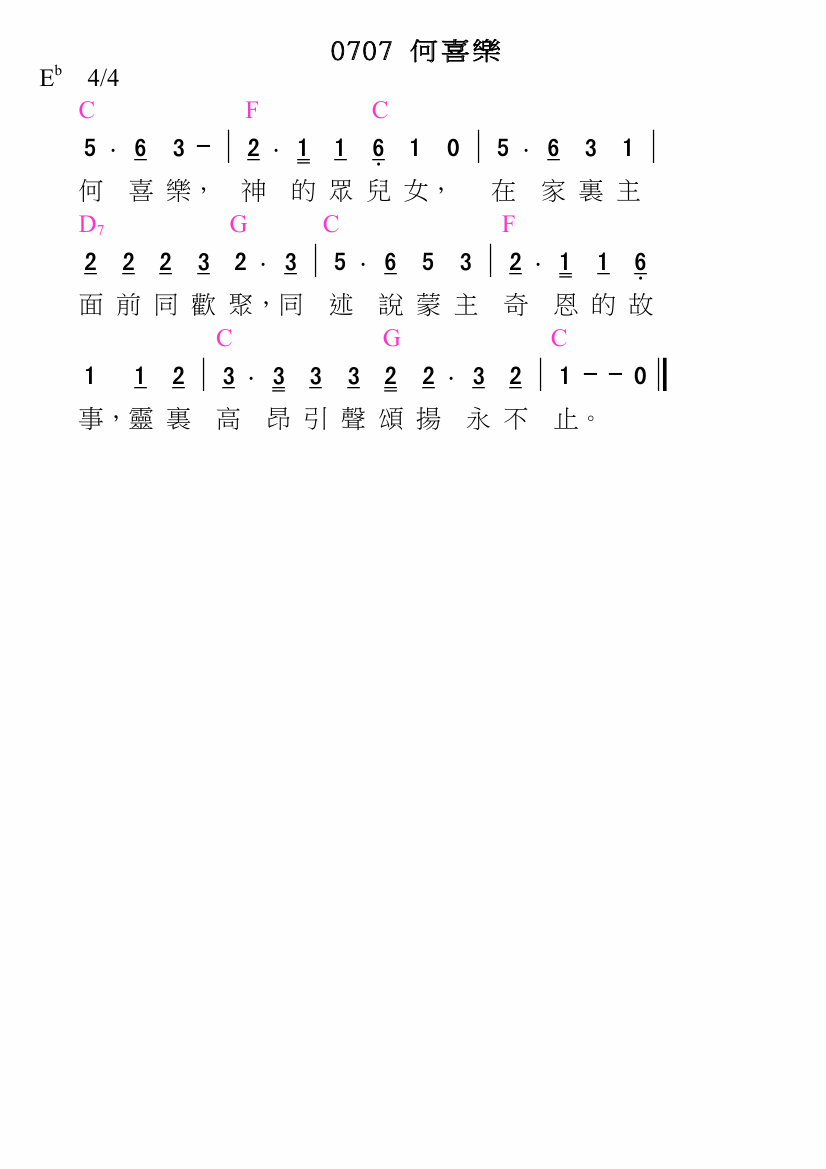 0707 何喜樂
E♭ 4/4
C F C
5 · 6 3 － | 2 · 1 1 6 1 0 | 5 · 6 3 1 |
何 喜 樂， 神 的 眾 兒 女， 在 家 裏 主
D7 G C F
2 2 2 3 2 · 3 | 5 · 6 5 3 | 2 · 1 1 6
面 前 同 歡 聚，同 述 說 蒙 主 奇 恩 的 故
C G C
1 1 2 | 3 · 3 3 3 2 2 · 3 2 | 1 － － 0 ‖
事，靈 裏 高 昂 引 聲 頌 揚 永 不 止。